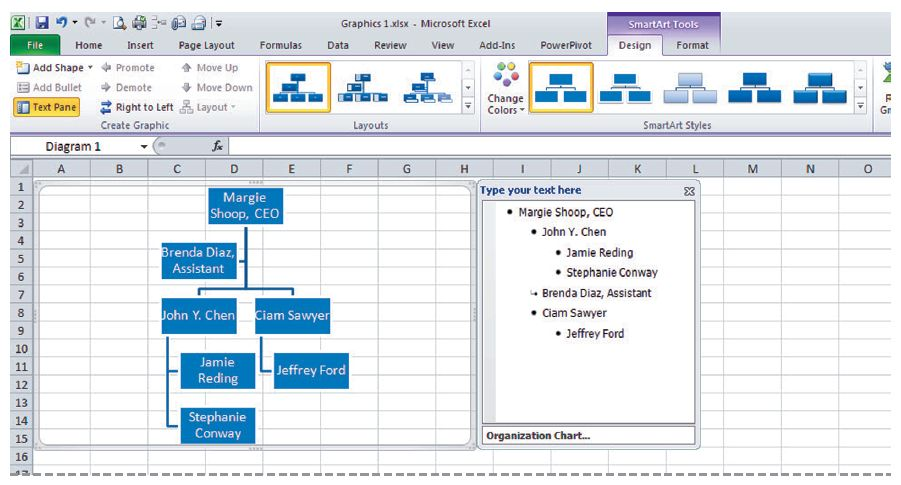 Graphics 1.xlsx - Microsoft Excel
SmartArt Tools
File Home Insert Page Layout Formulas Data Review View Add-Ins PowerPivot Design Format
Add Shape Promote Move Up
Add Bullet Demote Move Down
Text Pane Right to Left Layout
Change
Colors
Create Graphic Layouts SmartArt Styles
Diagram 1 fx
A B C D E F G H I J K L M N O
1
2
3
4
5
6
7
8
9
10
11
12
13
14
15
16
Margie
Shoop, CEO
Brenda Diaz,
Assistant
John Y. Chen
Ciam Sawyer
Jamie
Reding
Jeffrey Ford
Stephanie
Conway
Type your text here
• Margie Shoop, CEO
• John Y. Chen
• Jamie Reding
• Stephanie Conway
Brenda Diaz, Assistant
• Ciam Sawyer
• Jeffrey Ford
Organization Chart...